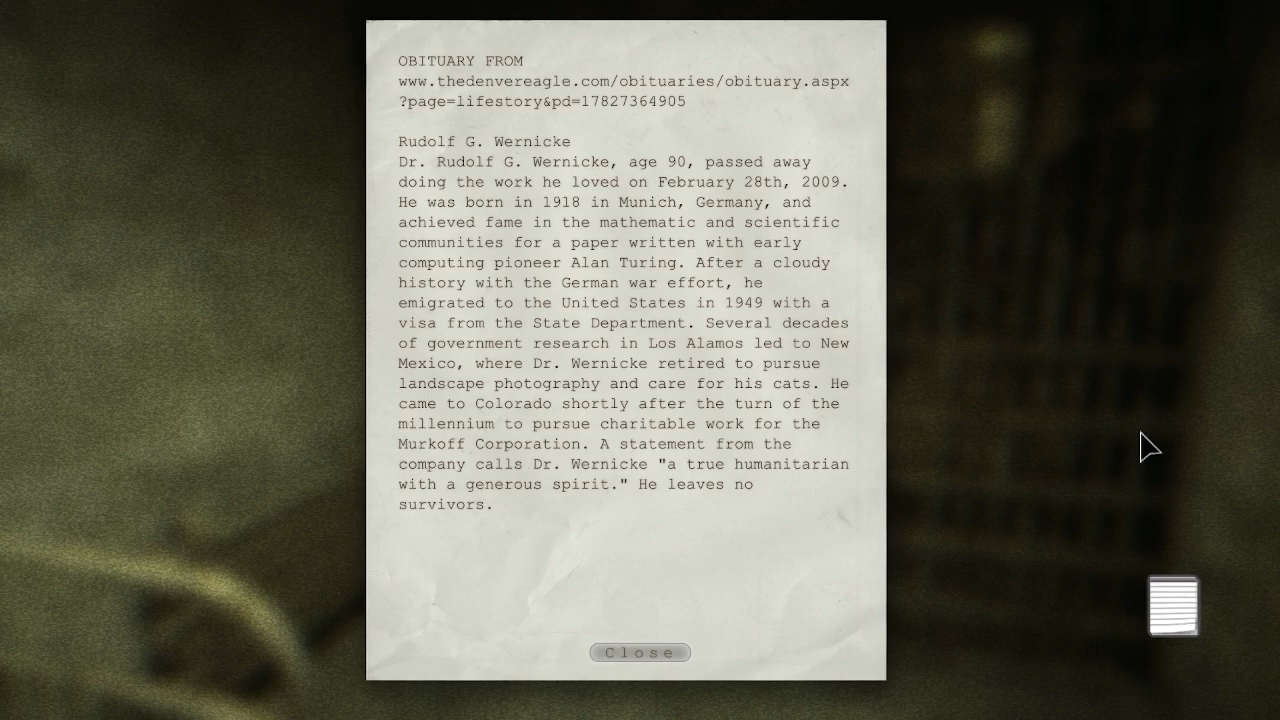 OBITUARY FROM
www.thedenvereagle.com/obituaries/obituary.aspx
?page=lifestory&pd=17827364905
Rudolf G. Wernicke
Dr. Rudolf G. Wernicke, age 90, passed away
doing the work he loved on February 28th, 2009.
He was born in 1918 in Munich, Germany, and
achieved fame in the mathematic and scientific
communities for a paper written with early
computing pioneer Alan Turing. After a cloudy
history with the German war effort, he
emigrated to the United States in 1949 with a
visa from the State Department. Several decades
of government research in Los Alamos led to New
Mexico, where Dr. Wernicke retired to pursue
landscape photography and care for his cats. He
came to Colorado shortly after the turn of the
millennium to pursue charitable work for the
Murkoff Corporation. A statement from the
company calls Dr. Wernicke "a true humanitarian
with a generous spirit." He leaves no
survivors.
Close